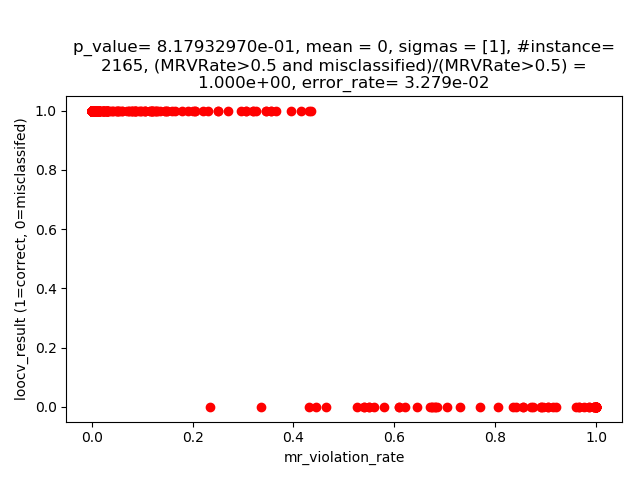 p_value= 8.17932970e-01, mean = 0, sigmas = [1], #instance=
2165, (MRVRate>0.5 and misclassified)/(MRVRate>0.5) =
1.000e+00, error_rate= 3.279e-02
1.0
0.8
0.6
0.4
0.2
0.0
loocv_result (1=correct, 0=misclassifed)
0.0 0.2 0.4 0.6 0.8 1.0
mr_violation_rate